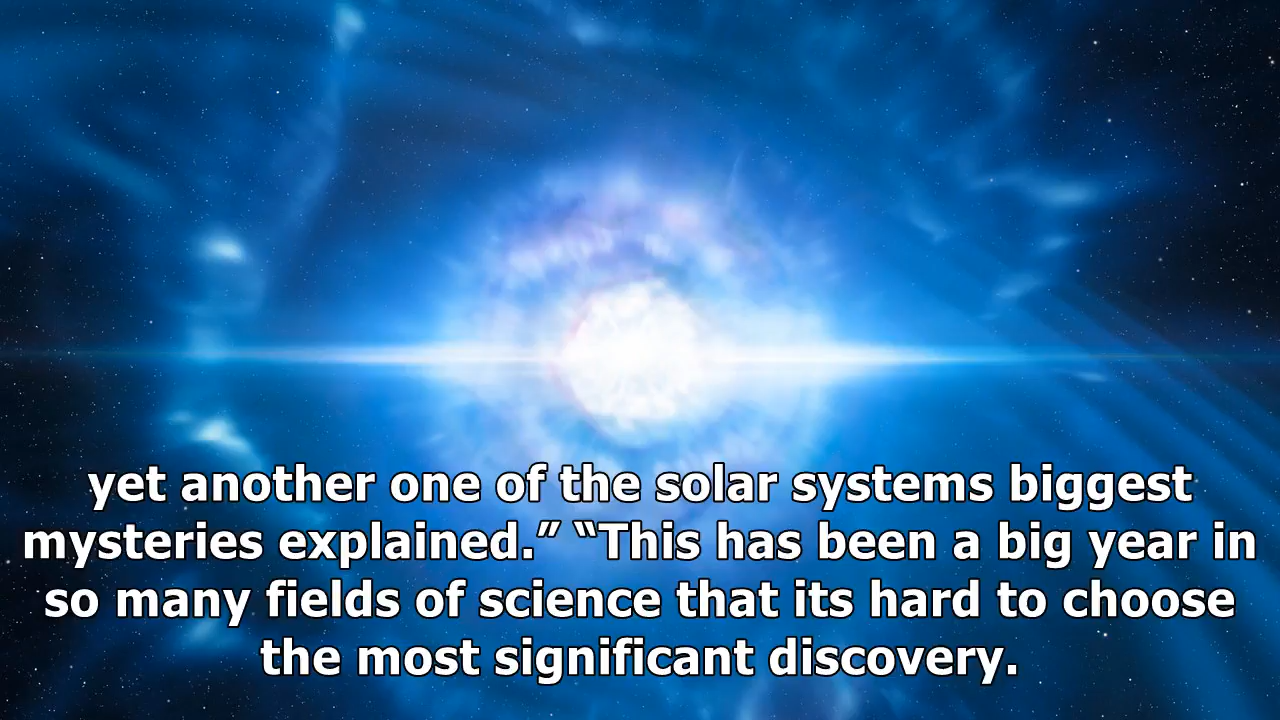 yet another one of the solar systems biggest
mysteries explained.” “This has been a big year in
so many fields of science that its hard to choose
the most significant discovery.